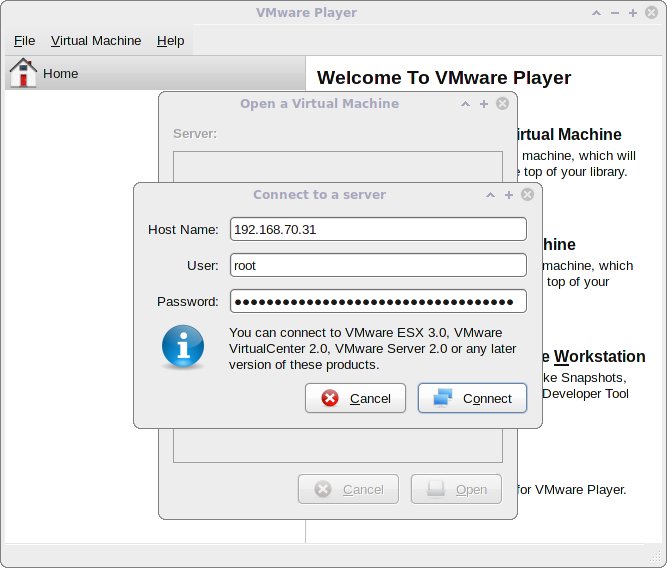 VMware Player
File Virtual Machine Help
Home
Welcome To VMware Player
Open a Virtual Machine
Server:
Virtual Machine
machine, which will
top of your library.
Connect to a server
Host Name: 192.168.70.31
User: root
Password: ●●●●●●●●●●●●●●●●●●●●●●●●●●●●●●●●●●●
machine, which
top of your
You can connect to VMware ESX 3.0, VMware
VirtualCenter 2.0, VMware Server 2.0 or any later
version of these products.
Workstation
Snapshots,
Developer Tool
Cancel Connect
Cancel Open
for VMware Player.